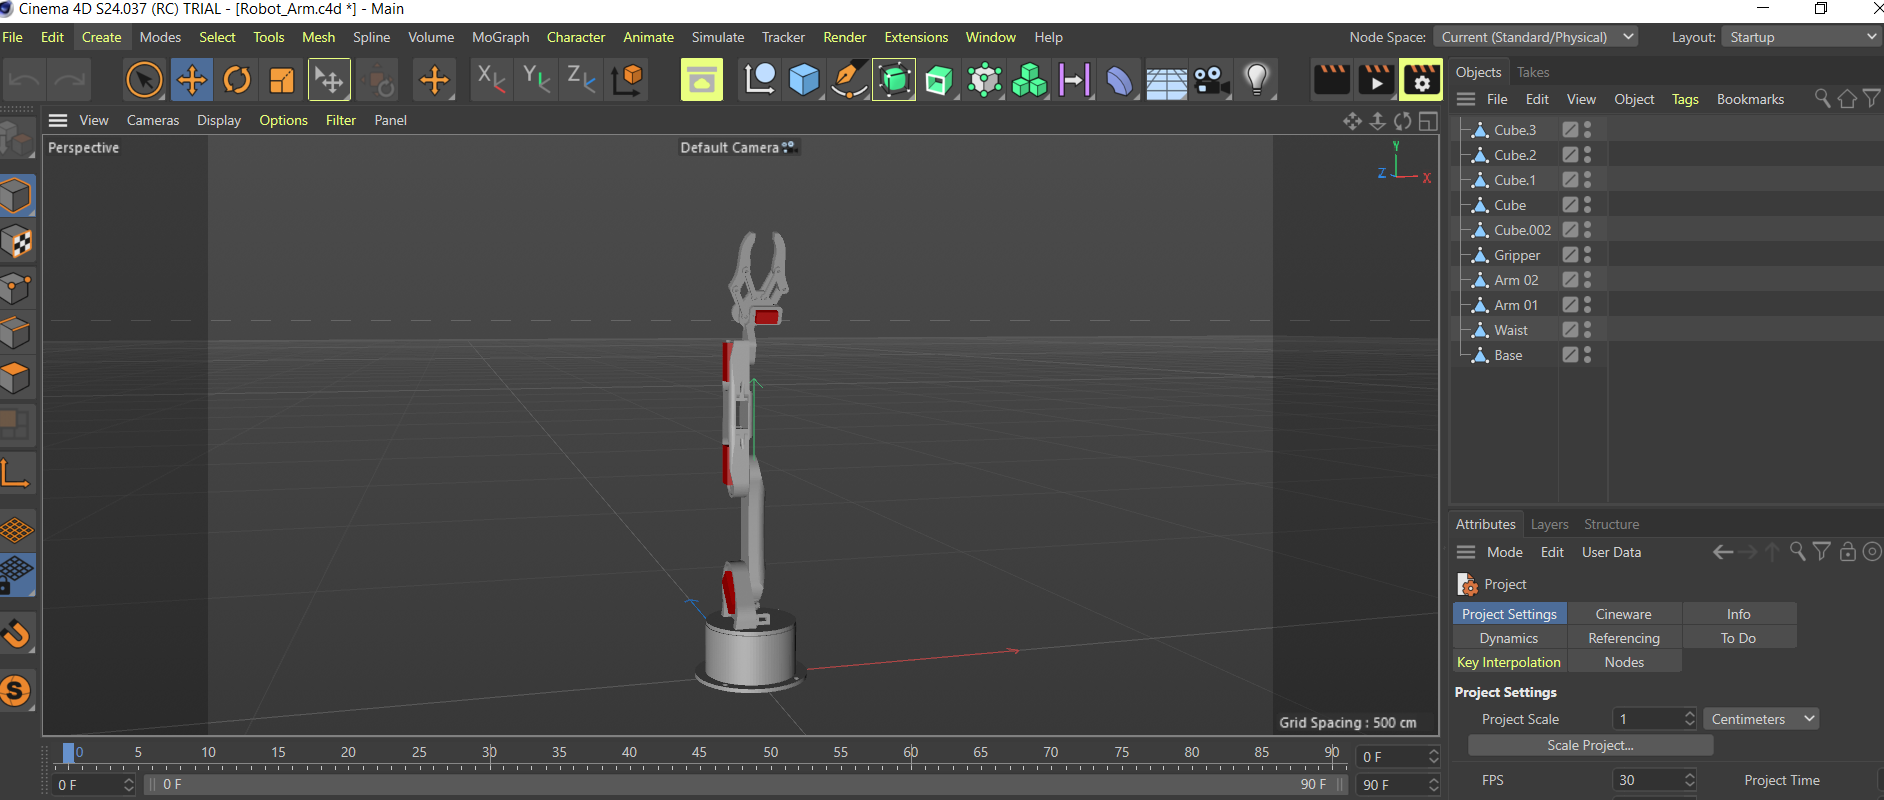 Cinema 4D S24.037 (RC) TRIAL - [Robot_Arm.c4d *] - Main
File Edit Create Modes Select Tools Mesh Spline Volume MoGraph Character Animate Simulate Tracker Render Extensions Window Help Node Space: Current (Standard/Physical) Layout: Startup
X Y Z
Objects Takes
File Edit View Object Tags Bookmarks
View Cameras Display Options Filter Panel
Perspective Default Camera
Y
Z X
Cube.3
Cube.2
Cube.1
Cube
Cube.002
Gripper
Arm 02
Arm 01
Waist
Base
Grid Spacing : 500 cm
Attributes Layers Structure
Mode Edit User Data
Project
Project Settings Cineware Info
Dynamics Referencing To Do
Key Interpolation Nodes
Project Settings
Project Scale 1 Centimeters
Scale Project...
FPS 30 Project Time
S
0 5 10 15 20 25 30 35 40 45 50 55 60 65 70 75 80 85 90 0 F
0 F 0 F 90 F 90 F